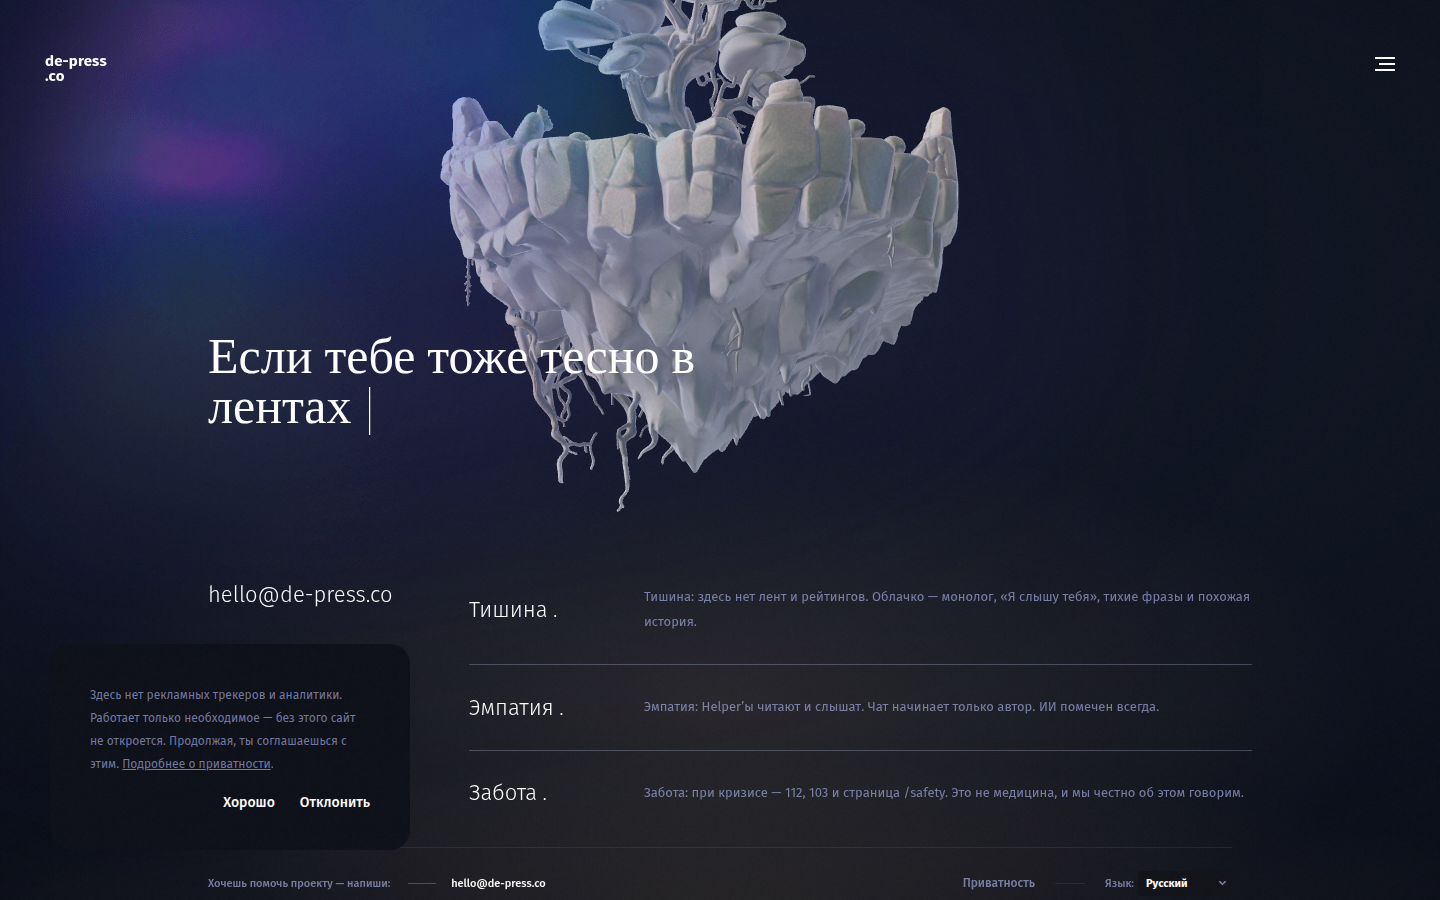 de-press
.co
Если тебе тоже тесно в
лентах
hello@de-press.co
Тишина .
Тишина: здесь нет лент и рейтингов. Облачко — монолог, «Я слышу тебя», тихие фразы и похожая
история.
Эмпатия .
Эмпатия: Helper'ы читают и слышат. Чат начинает только автор. ИИ помечен всегда.
Забота .
Забота: при кризисе — 112, 103 и страница /safety. Это не медицина, и мы честно об этом говорим.
Здесь нет рекламных трекеров и аналитики.
Работает только необходимое — без этого сайт
не откроется. Продолжая, ты соглашаешься с
этим. Подробнее о приватности.
Хорошо Отклонить
Хочешь помочь проекту — напиши: hello@de-press.co
Приватность Язык: Русский